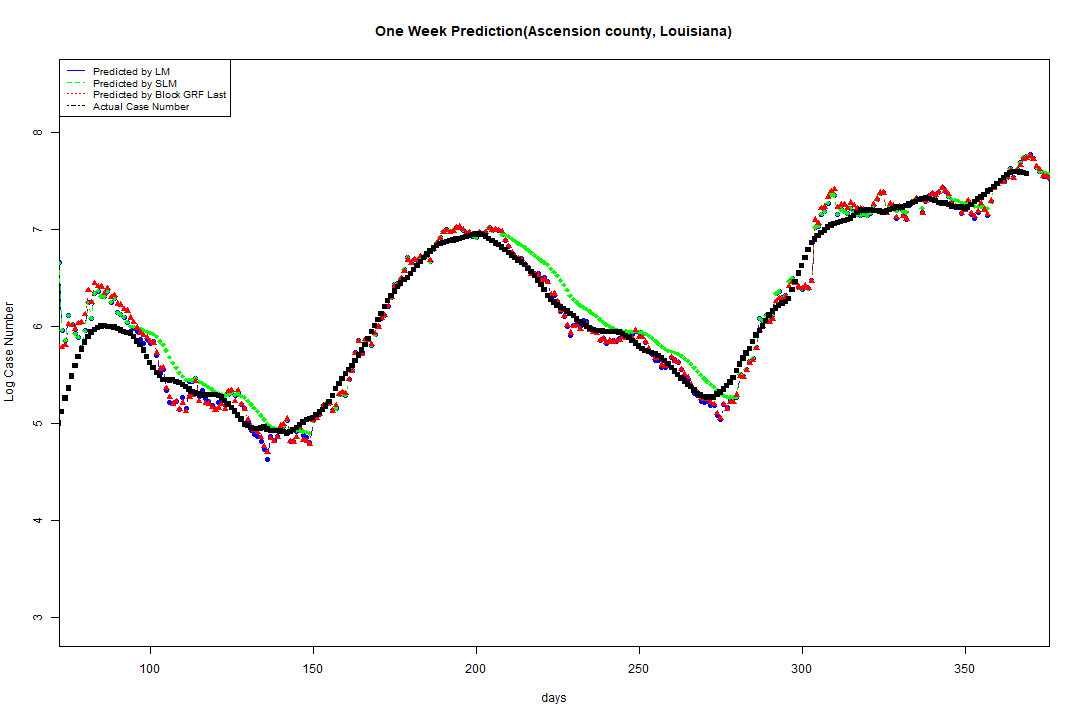 One Week Prediction(Ascension county, Louisiana)
Predicted by LM
Predicted by SLM
Predicted by Block GRF Last
Actual Case Number
8
7
6
5
4
3
Log Case Number
100 150 200 250 300 350
days